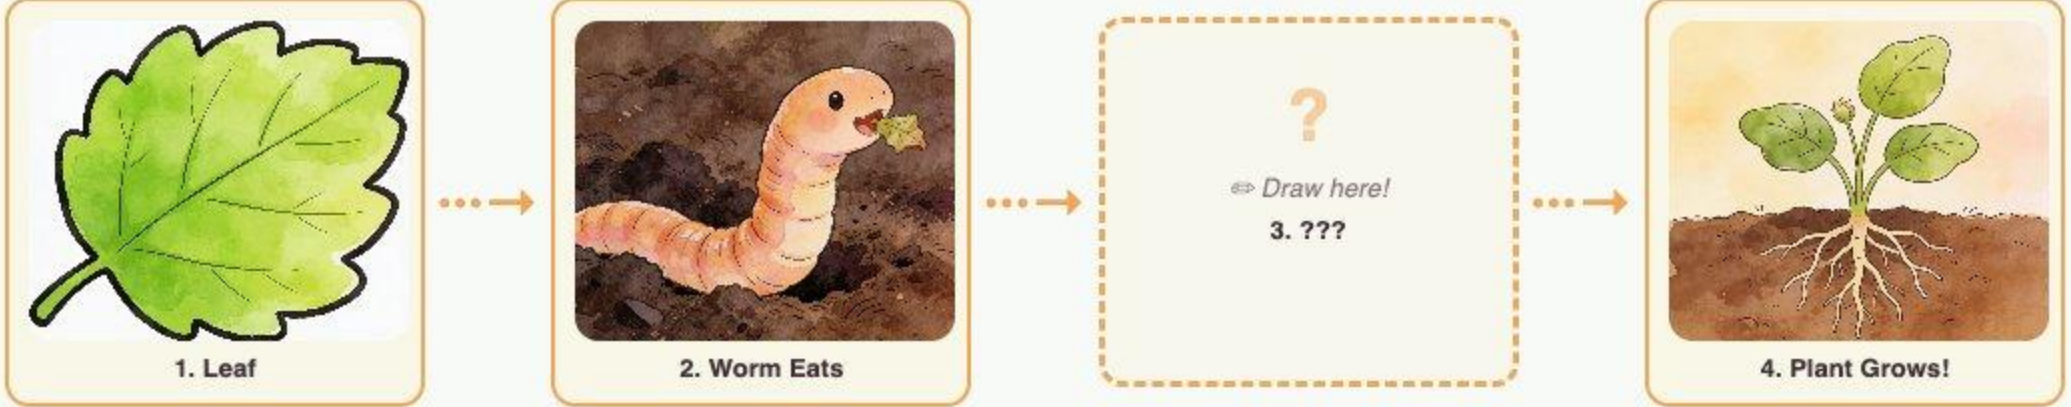 1. Leaf
2. Worm Eats
?
✏ Draw here!
3. ???
4. Plant Grows!